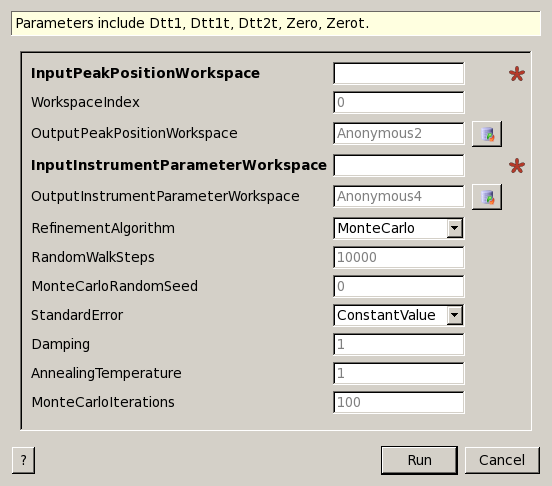 Parameters include Dtt1, Dtt1t, Dtt2t, Zero, Zerot.
InputPeakPositionWorkspace
WorkspaceIndex 0
OutputPeakPositionWorkspace Anonymous2
InputInstrumentParameterWorkspace
OutputInstrumentParameterWorkspace Anonymous4
RefinementAlgorithm MonteCarlo
RandomWalkSteps 10000
MonteCarloRandomSeed 0
StandardError ConstantValue
Damping 1
AnnealingTemperature 1
MonteCarloIterations 100
? Run Cancel